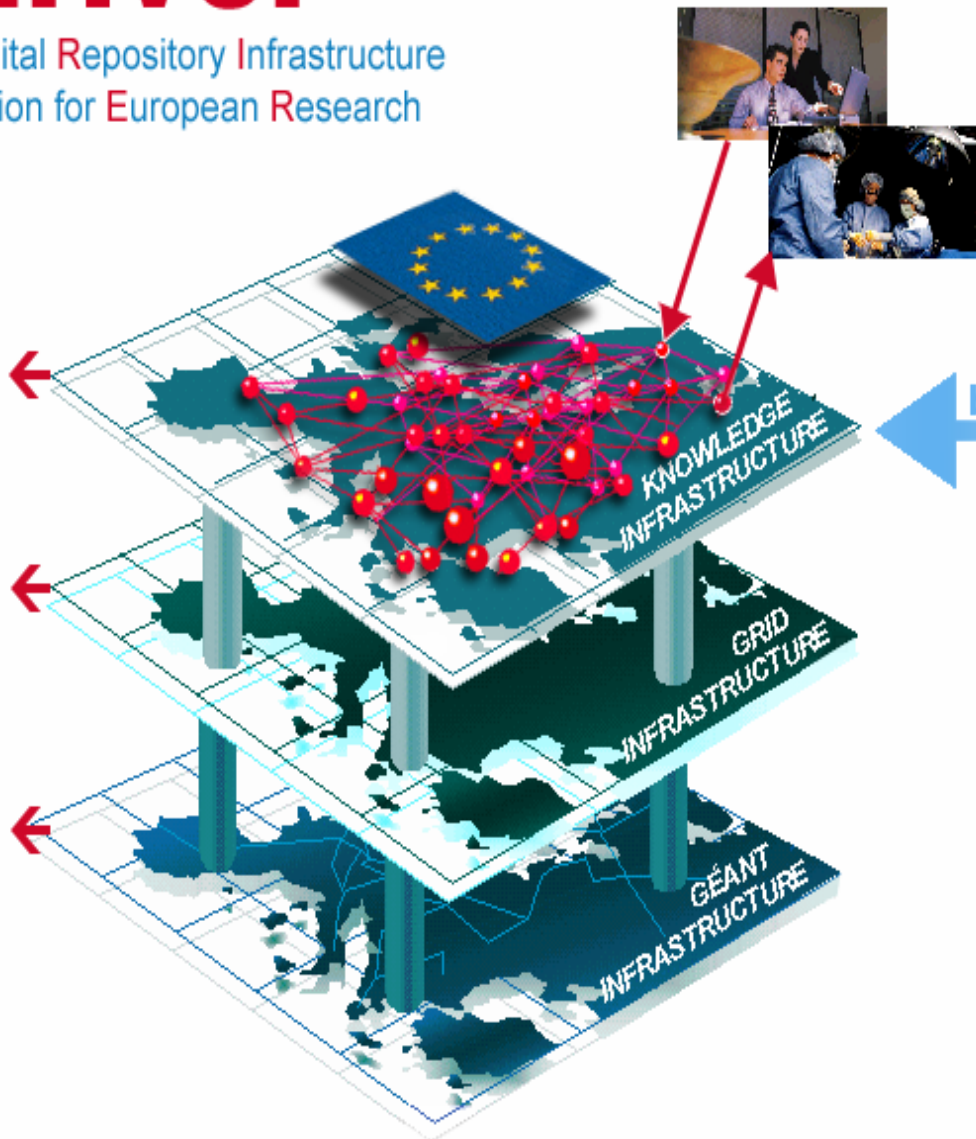 ital Repository Infrastructure
ion for European Research
KNOWLEDGE
INFRASTRUCTURE
GRID
INFRASTRUCTURE
GÉANT
INFRASTRUCTURE